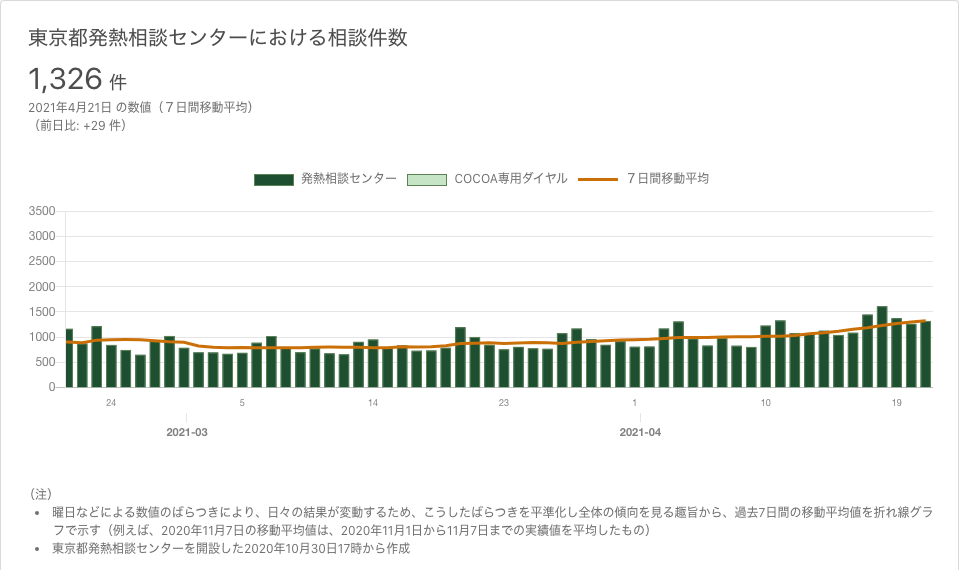 東京都発熱相談センターにおける相談件数
1,326 件
2021年4月21日 の数値（７日間移動平均）
（前日比: +29 件）
発熱相談センター COCOA専用ダイヤル ７日間移動平均
3500
3000
2500
2000
1500
1000
500
0
24 5 14 23 1 10 19
2021-03 2021-04
（注）
• 曜日などによる数値のばらつきにより、日々の結果が変動するため、こうしたばらつきを平準化し全体の傾向を見る趣旨から、過去7日間の移動平均値を折れ線グラ
フで示す（例えば、2020年11月7日の移動平均値は、2020年11月1日から11月7日までの実績値を平均したもの）
• 東京都発熱相談センターを開設した2020年10月30日17時から作成